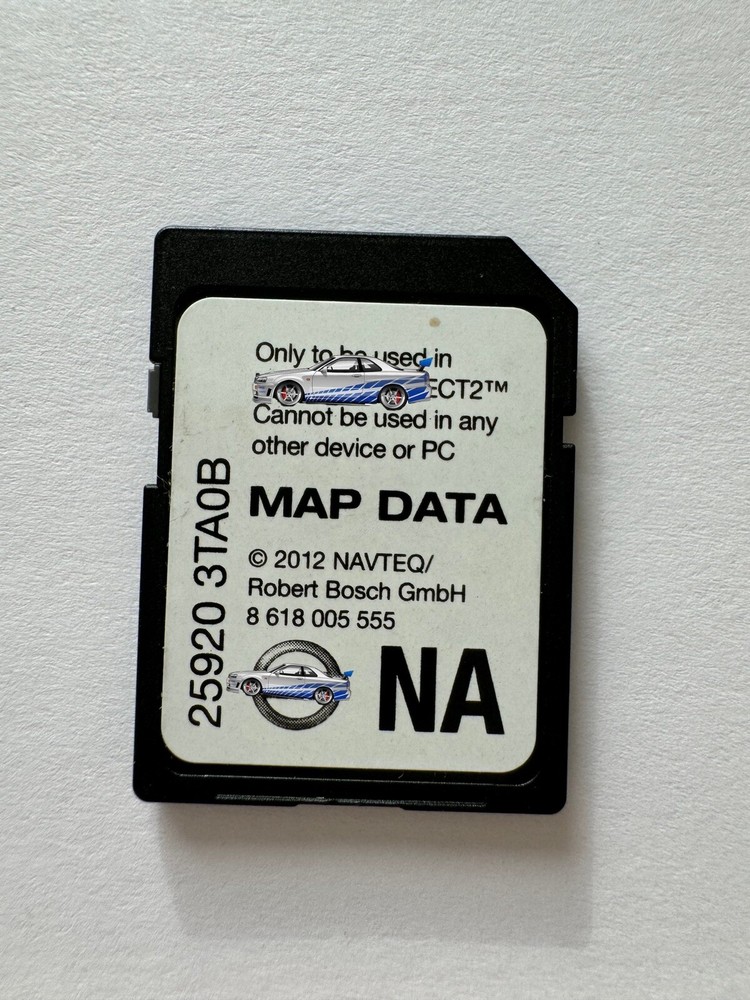 Only to be used in
ECT2™
Cannot be used in any
other device or PC
MAP DATA
© 2012 NAVTEQ/
Robert Bosch GmbH
8 618 005 555
NA
25920 3TA0B